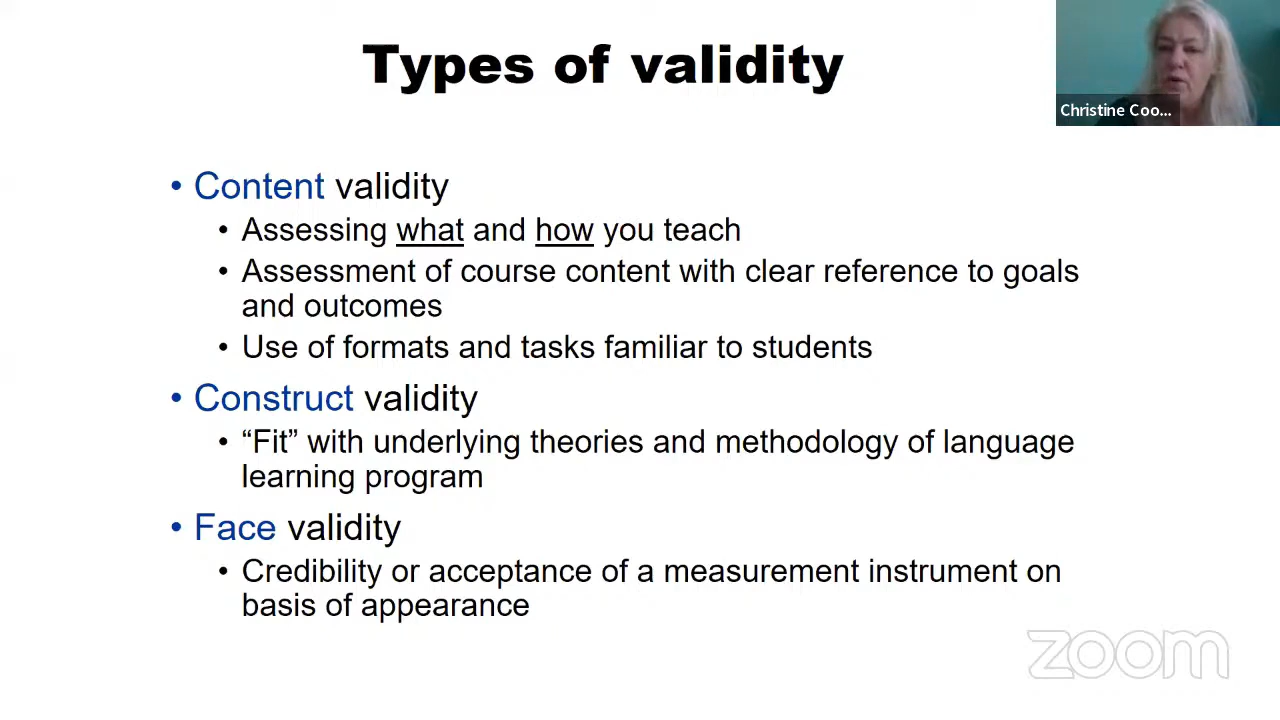 Types of validity
Christine Coo...
• Content validity
• Assessing what and how you teach
• Assessment of course content with clear reference to goals
and outcomes
• Use of formats and tasks familiar to students
• Construct validity
• “Fit” with underlying theories and methodology of language
learning program
• Face validity
• Credibility or acceptance of a measurement instrument on
basis of appearance
zoom